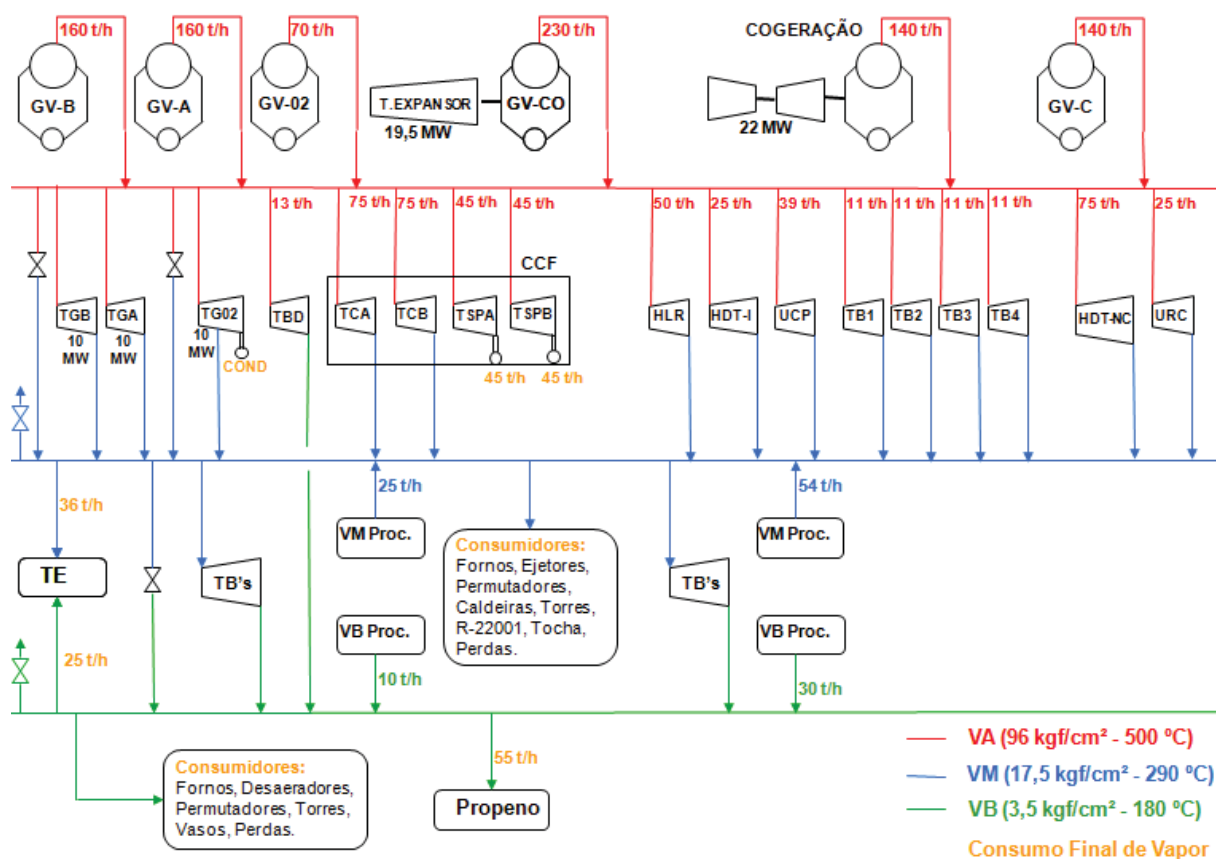 160 t/h
160 t/h
70 t/h
230 t/h
COGERAÇÃO
140 t/h
140 t/h
GV-B
GV-A
GV-02
T.EXPANSOR
GV-CO
GV-C
19,5 MW
22 MW
13 t/h
75 t/h
75 t/h
45 t/h
45 t/h
50 t/h
25 t/h
39 t/h
11 t/h
11 t/h
11 t/h
11 t/h
75 t/h
25 t/h
CCF
TGB
TGA
TG02
TBD
TCA
TCB
TSPA
TSPB
HLR
HDT-I
UCP
TB1
TB2
TB3
TB4
HDT-NC
URC
10
MW
10
MW
10
MW
COND
45 t/h
45 t/h
36 t/h
25 t/h
54 t/h
TE
TB's
VM Proc.
Consumidores:
Fornos, Ejetores,
Permutadores,
Caldeiras, Torres,
R-22001, Tocha,
Perdas.
TB's
VM Proc.
VB Proc.
VB Proc.
25 t/h
10 t/h
30 t/h
Consumidores:
Fornos, Desaeradores,
Permutadores, Torres,
Vasos, Perdas.
55 t/h
Propeno
VA (96 kgf/cm² - 500 ºC)
VM (17,5 kgf/cm² - 290 ºC)
VB (3,5 kgf/cm² - 180 ºC)
Consumo Final de Vapor